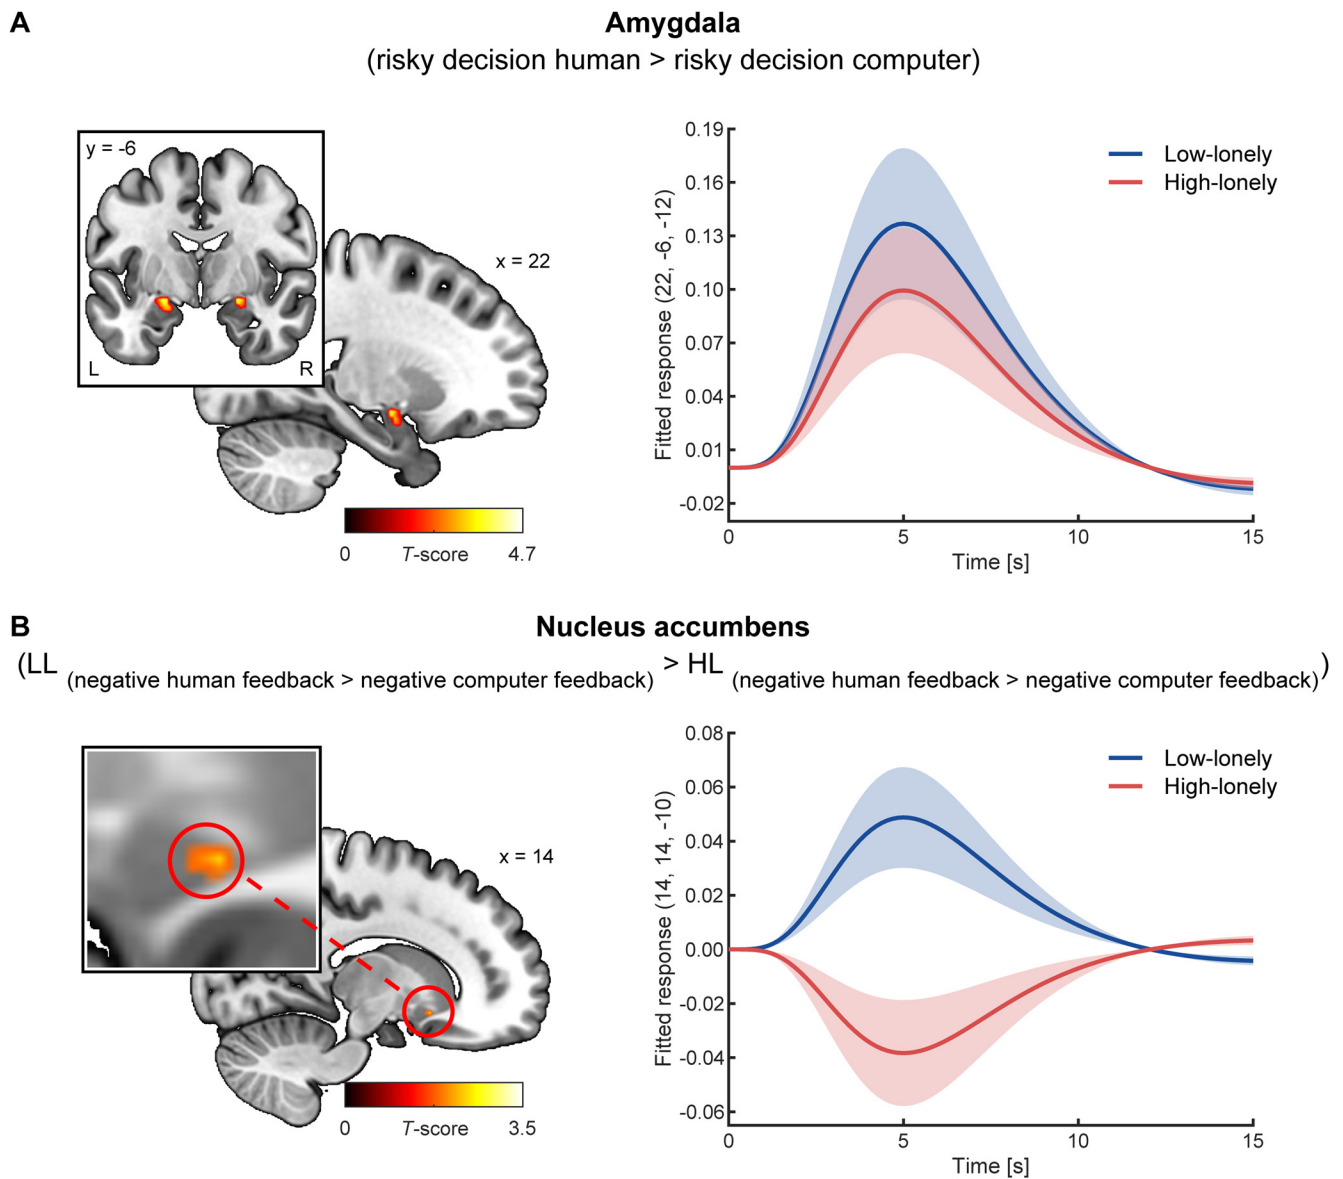 A
Amygdala
(risky decision human > risky decision computer)
y = -6
L
R
x = 22
0
T-score
4.7
Fitted response (22, -6, -12)
0.19
0.16
0.13
0.10
0.07
0.04
0.01
-0.02
Low-lonely
High-lonely
0
5
10
15
Time [s]
B
Nucleus accumbens
(LL (negative human feedback > negative computer feedback) > HL (negative human feedback > negative computer feedback))
x = 14
0
T-score
3.5
Fitted response (14, 14, -10)
0.08
0.06
0.04
0.02
0.00
-0.02
-0.04
-0.06
Low-lonely
High-lonely
0
5
10
15
Time [s]